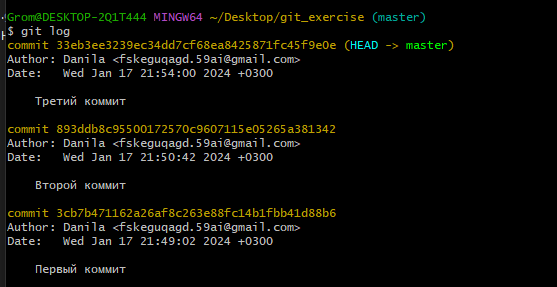 Grom@DESKTOP-2Q1T444 MINGW64 ~/Desktop/git_exercise (master)
$ git log
commit 33eb3ee3239ec34dd7cf68ea8425871fc45f9e0e (HEAD -> master)
Author: Danila <fskeguqagd.59ai@gmail.com>
Date:   Wed Jan 17 21:54:00 2024 +0300
Третий коммит
commit 893ddb8c95500172570c9607115e05265a381342
Author: Danila <fskeguqagd.59ai@gmail.com>
Date:   Wed Jan 17 21:50:42 2024 +0300
Второй коммит
commit 3cb7b471162a26af8c263e88fc14b1fbb41d88b6
Author: Danila <fskeguqagd.59ai@gmail.com>
Date:   Wed Jan 17 21:49:02 2024 +0300
Первый коммит